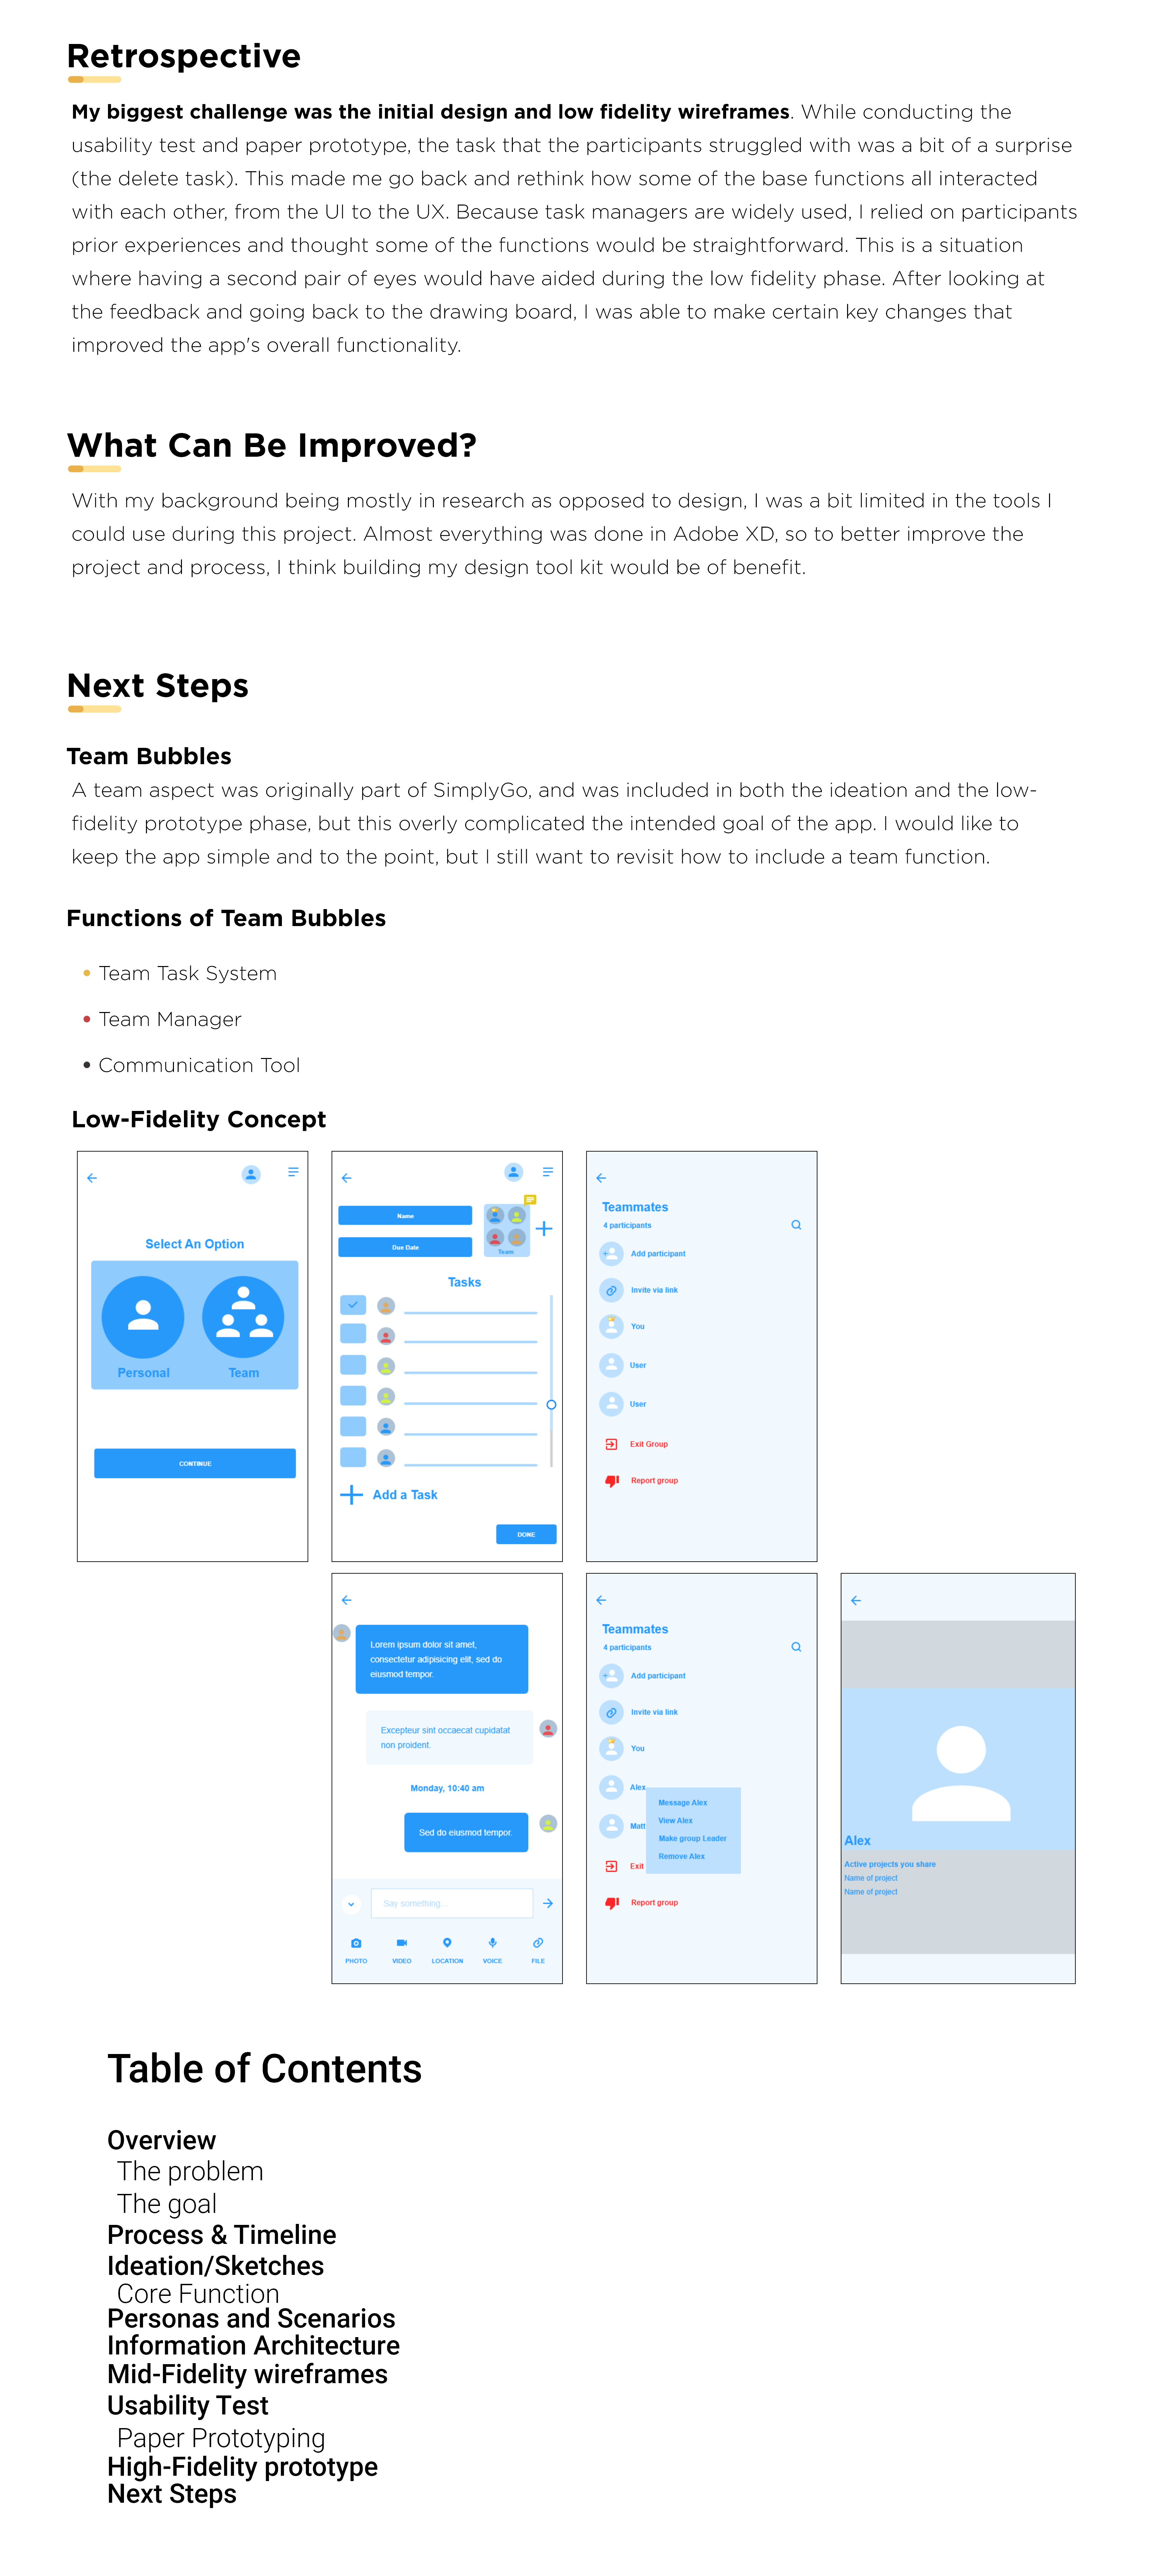 Retrospective
My biggest challenge was the initial design and low fidelity wireframes. While conducting the
usability test and paper prototype, the task that the participants struggled with was a bit of a surprise
(the delete task). This made me go back and rethink how some of the base functions all interacted
with each other, from the UI to the UX. Because task managers are widely used, I relied on participants
prior experiences and thought some of the functions would be straightforward. This is a situation
where having a second pair of eyes would have aided during the low fidelity phase. After looking at
the feedback and going back to the drawing board, I was able to make certain key changes that
improved the app's overall functionality.
What Can Be Improved?
With my background being mostly in research as opposed to design, I was a bit limited in the tools I
could use during this project. Almost everything was done in Adobe XD, so to better improve the
project and process, I think building my design tool kit would be of benefit.
Next Steps
Team Bubbles
A team aspect was originally part of SimplyGo, and was included in both the ideation and the low-
fidelity prototype phase, but this overly complicated the intended goal of the app. I would like to
keep the app simple and to the point, but I still want to revisit how to include a team function.
Functions of Team Bubbles
• Team Task System
• Team Manager
• Communication Tool
Low-Fidelity Concept
Select An Option
Personal Team
CONTINUE
Name
Due Date
Team
Tasks
Add a Task
DONE
Teammates
4 participants
Add participant
Invite via link
You
User
User
Exit Group
Report group
Lorem ipsum dolor sit amet,
consectetur adipisicing elit, sed do
eiusmod tempor.
Excepteur sint occaecat cupidatat
non proident.
Monday, 10:40 am
Sed do eiusmod tempor.
Say something...
PHOTO VIDEO LOCATION VOICE FILE
Teammates
4 participants
Add participant
Invite via link
You
Alex
Message Alex
View Alex
Matt
Make group Leader
Remove Alex
Exit
Report group
Alex
Active projects you share
Name of project
Name of project
Table of Contents
Overview
The problem
The goal
Process & Timeline
Ideation/Sketches
Core Function
Personas and Scenarios
Information Architecture
Mid-Fidelity wireframes
Usability Test
Paper Prototyping
High-Fidelity prototype
Next Steps